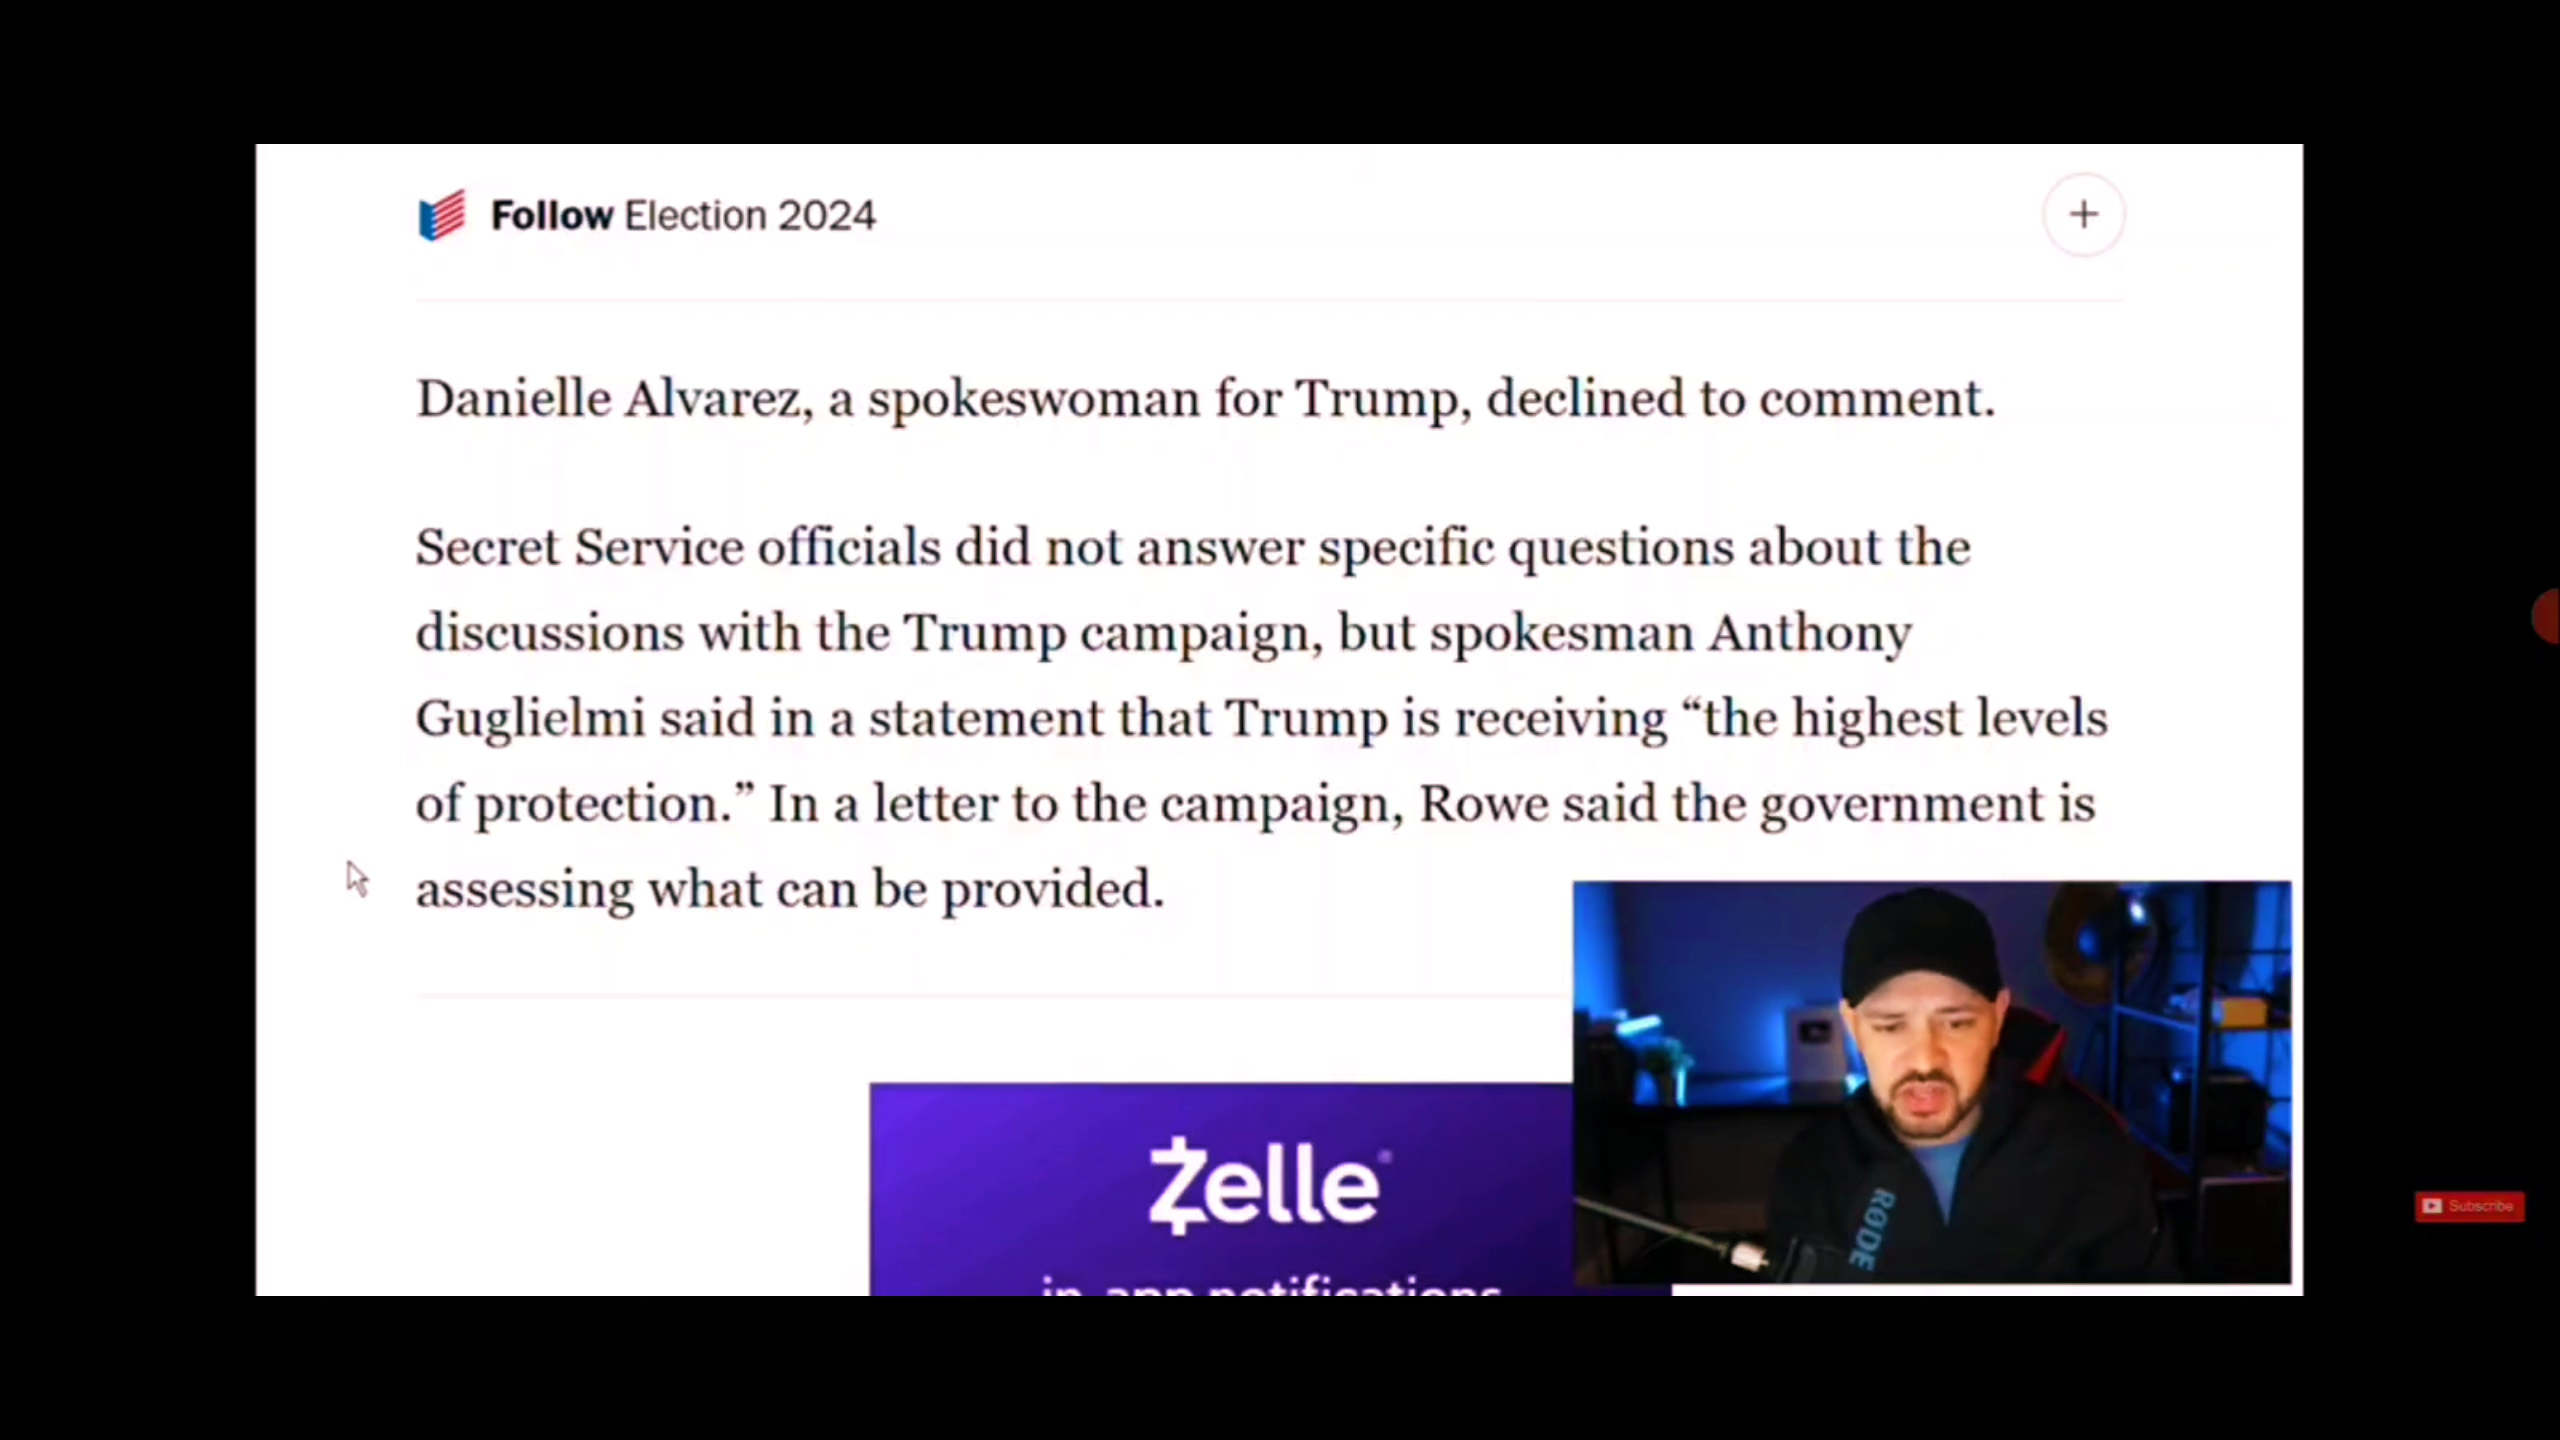 Follow Election 2024
+
Danielle Alvarez, a spokeswoman for Trump, declined to comment.
Secret Service officials did not answer specific questions about the
discussions with the Trump campaign, but spokesman Anthony
Guglielmi said in a statement that Trump is receiving “the highest levels
of protection.” In a letter to the campaign, Rowe said the government is
assessing what can be provided.
Zelle®
in-app notifications
RØDE
Subscribe